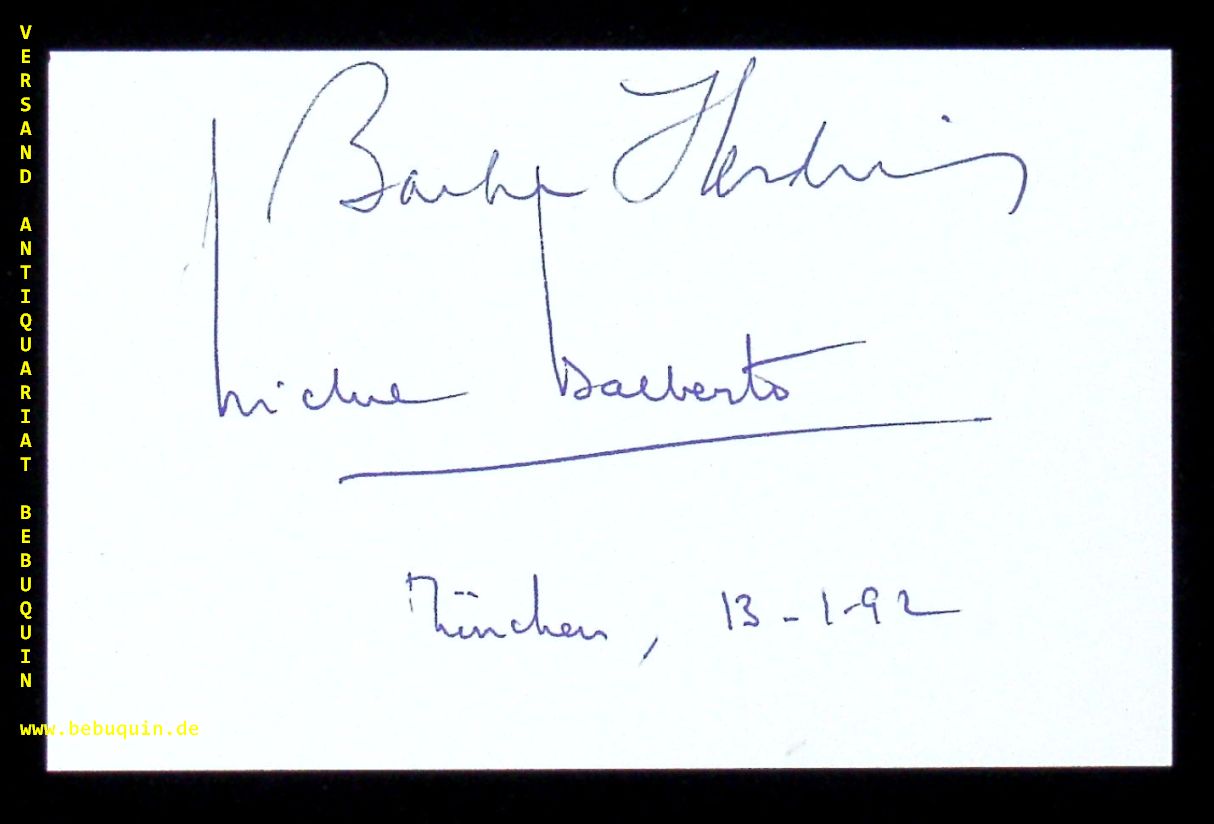 VERSAND ANTIQUARIAT BEBUQUIN
Barbara Hendricks
Michel Dalberto
München, 13-1-92
www.bebuquin.de